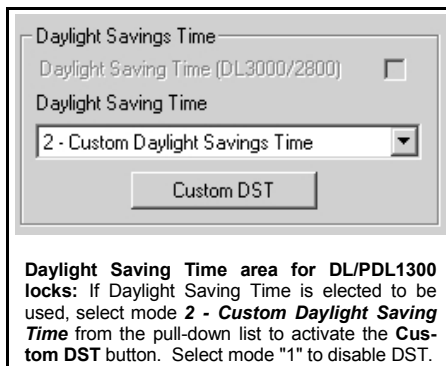 Daylight Savings Time
Daylight Saving Time (DL3000/2800)
Daylight Saving Time
2 - Custom Daylight Savings Time
Custom DST
Daylight Saving Time area for DL/PDL1300
locks: If Daylight Saving Time is elected to be
used, select mode 2 - Custom Daylight Saving
Time from the pull-down list to activate the Cus-
tom DST button. Select mode "1" to disable DST.